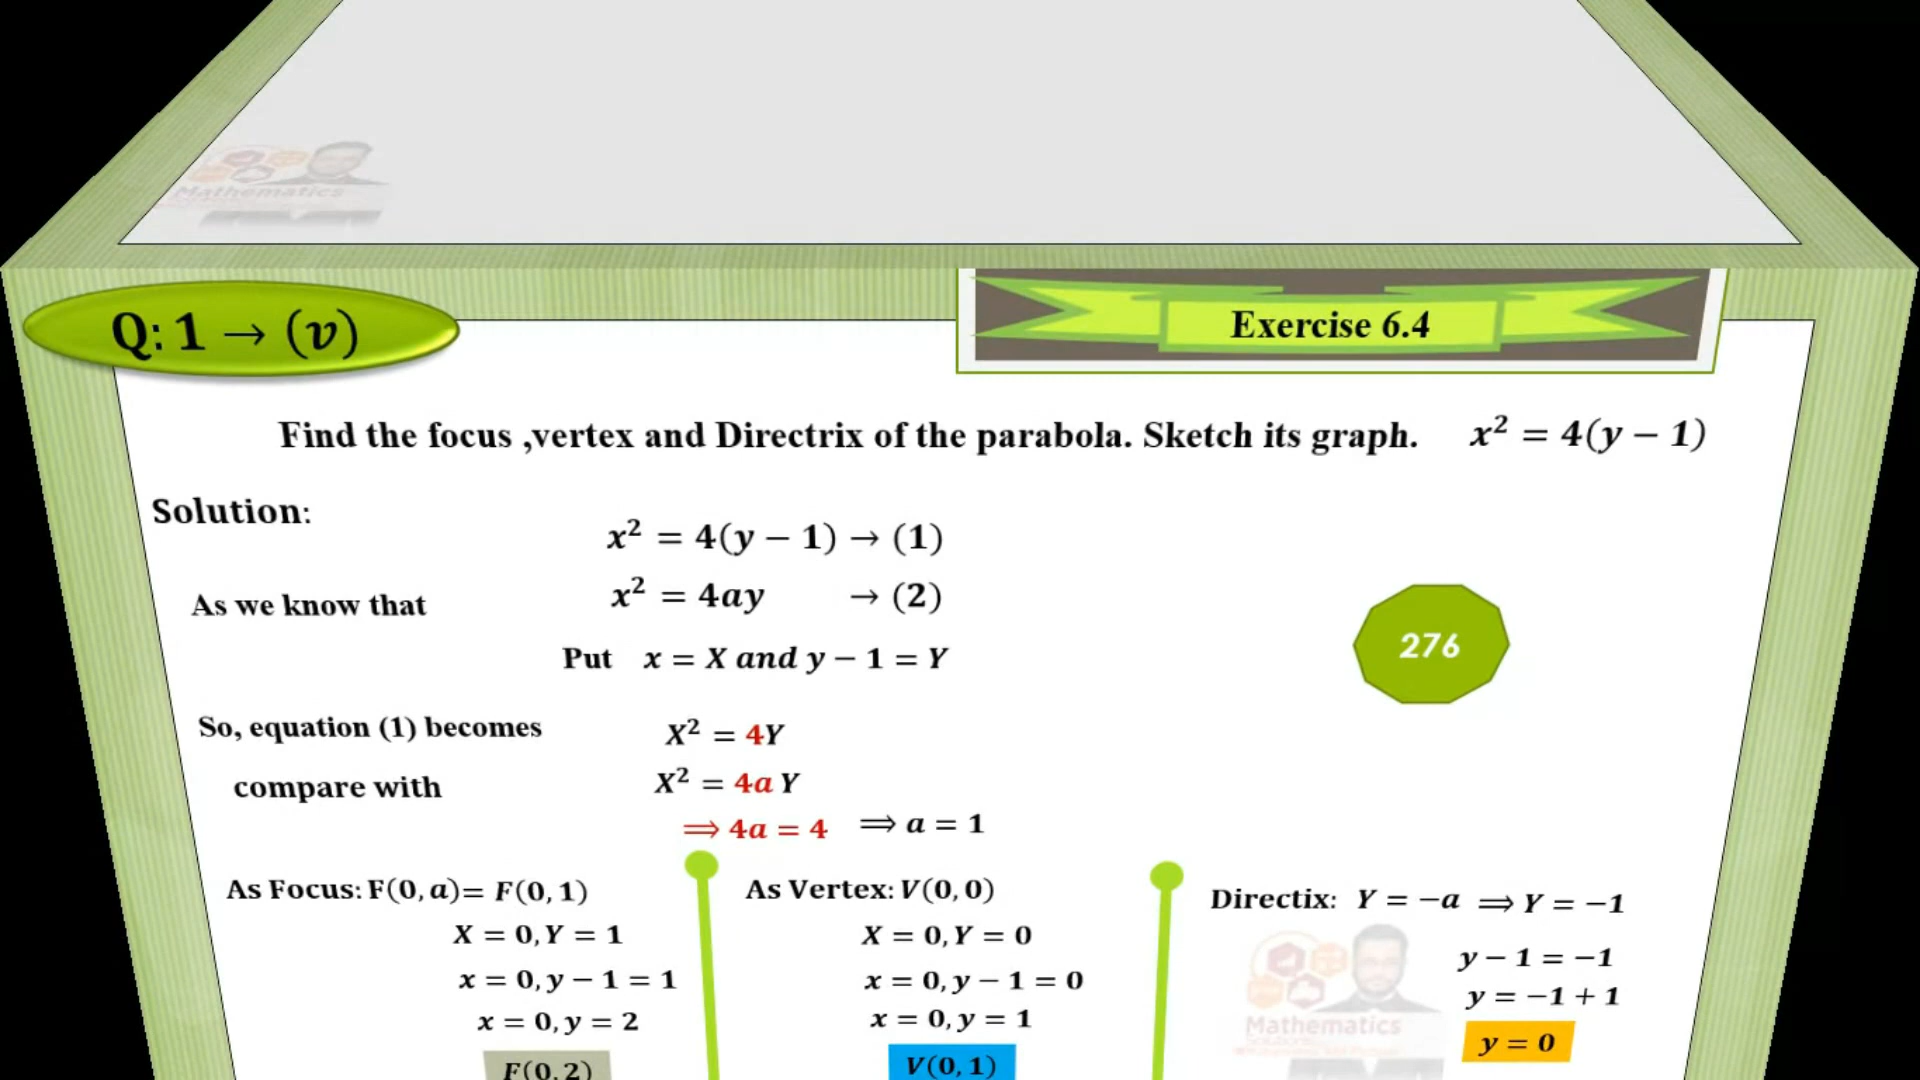 Mathematics
Q: 1 → (v)
Exercise 6.4
Find the focus ,vertex and Directrix of the parabola. Sketch its graph. x² = 4(y − 1)
Solution:
x² = 4(y − 1) → (1)
As we know that x² = 4ay → (2)
276
Put x = X and y − 1 = Y
So, equation (1) becomes X² = 4Y
compare with X² = 4a Y
⟹ 4a = 4 ⟹ a = 1
As Focus: F(0, a)= F(0, 1)
X = 0, Y = 1
x = 0, y − 1 = 1
x = 0, y = 2
F(0, 2)
As Vertex: V(0, 0)
X = 0, Y = 0
x = 0, y − 1 = 0
x = 0, y = 1
V(0, 1)
Directix: Y = −a ⟹ Y = −1
y − 1 = −1
y = −1 + 1
y = 0
Mathematics